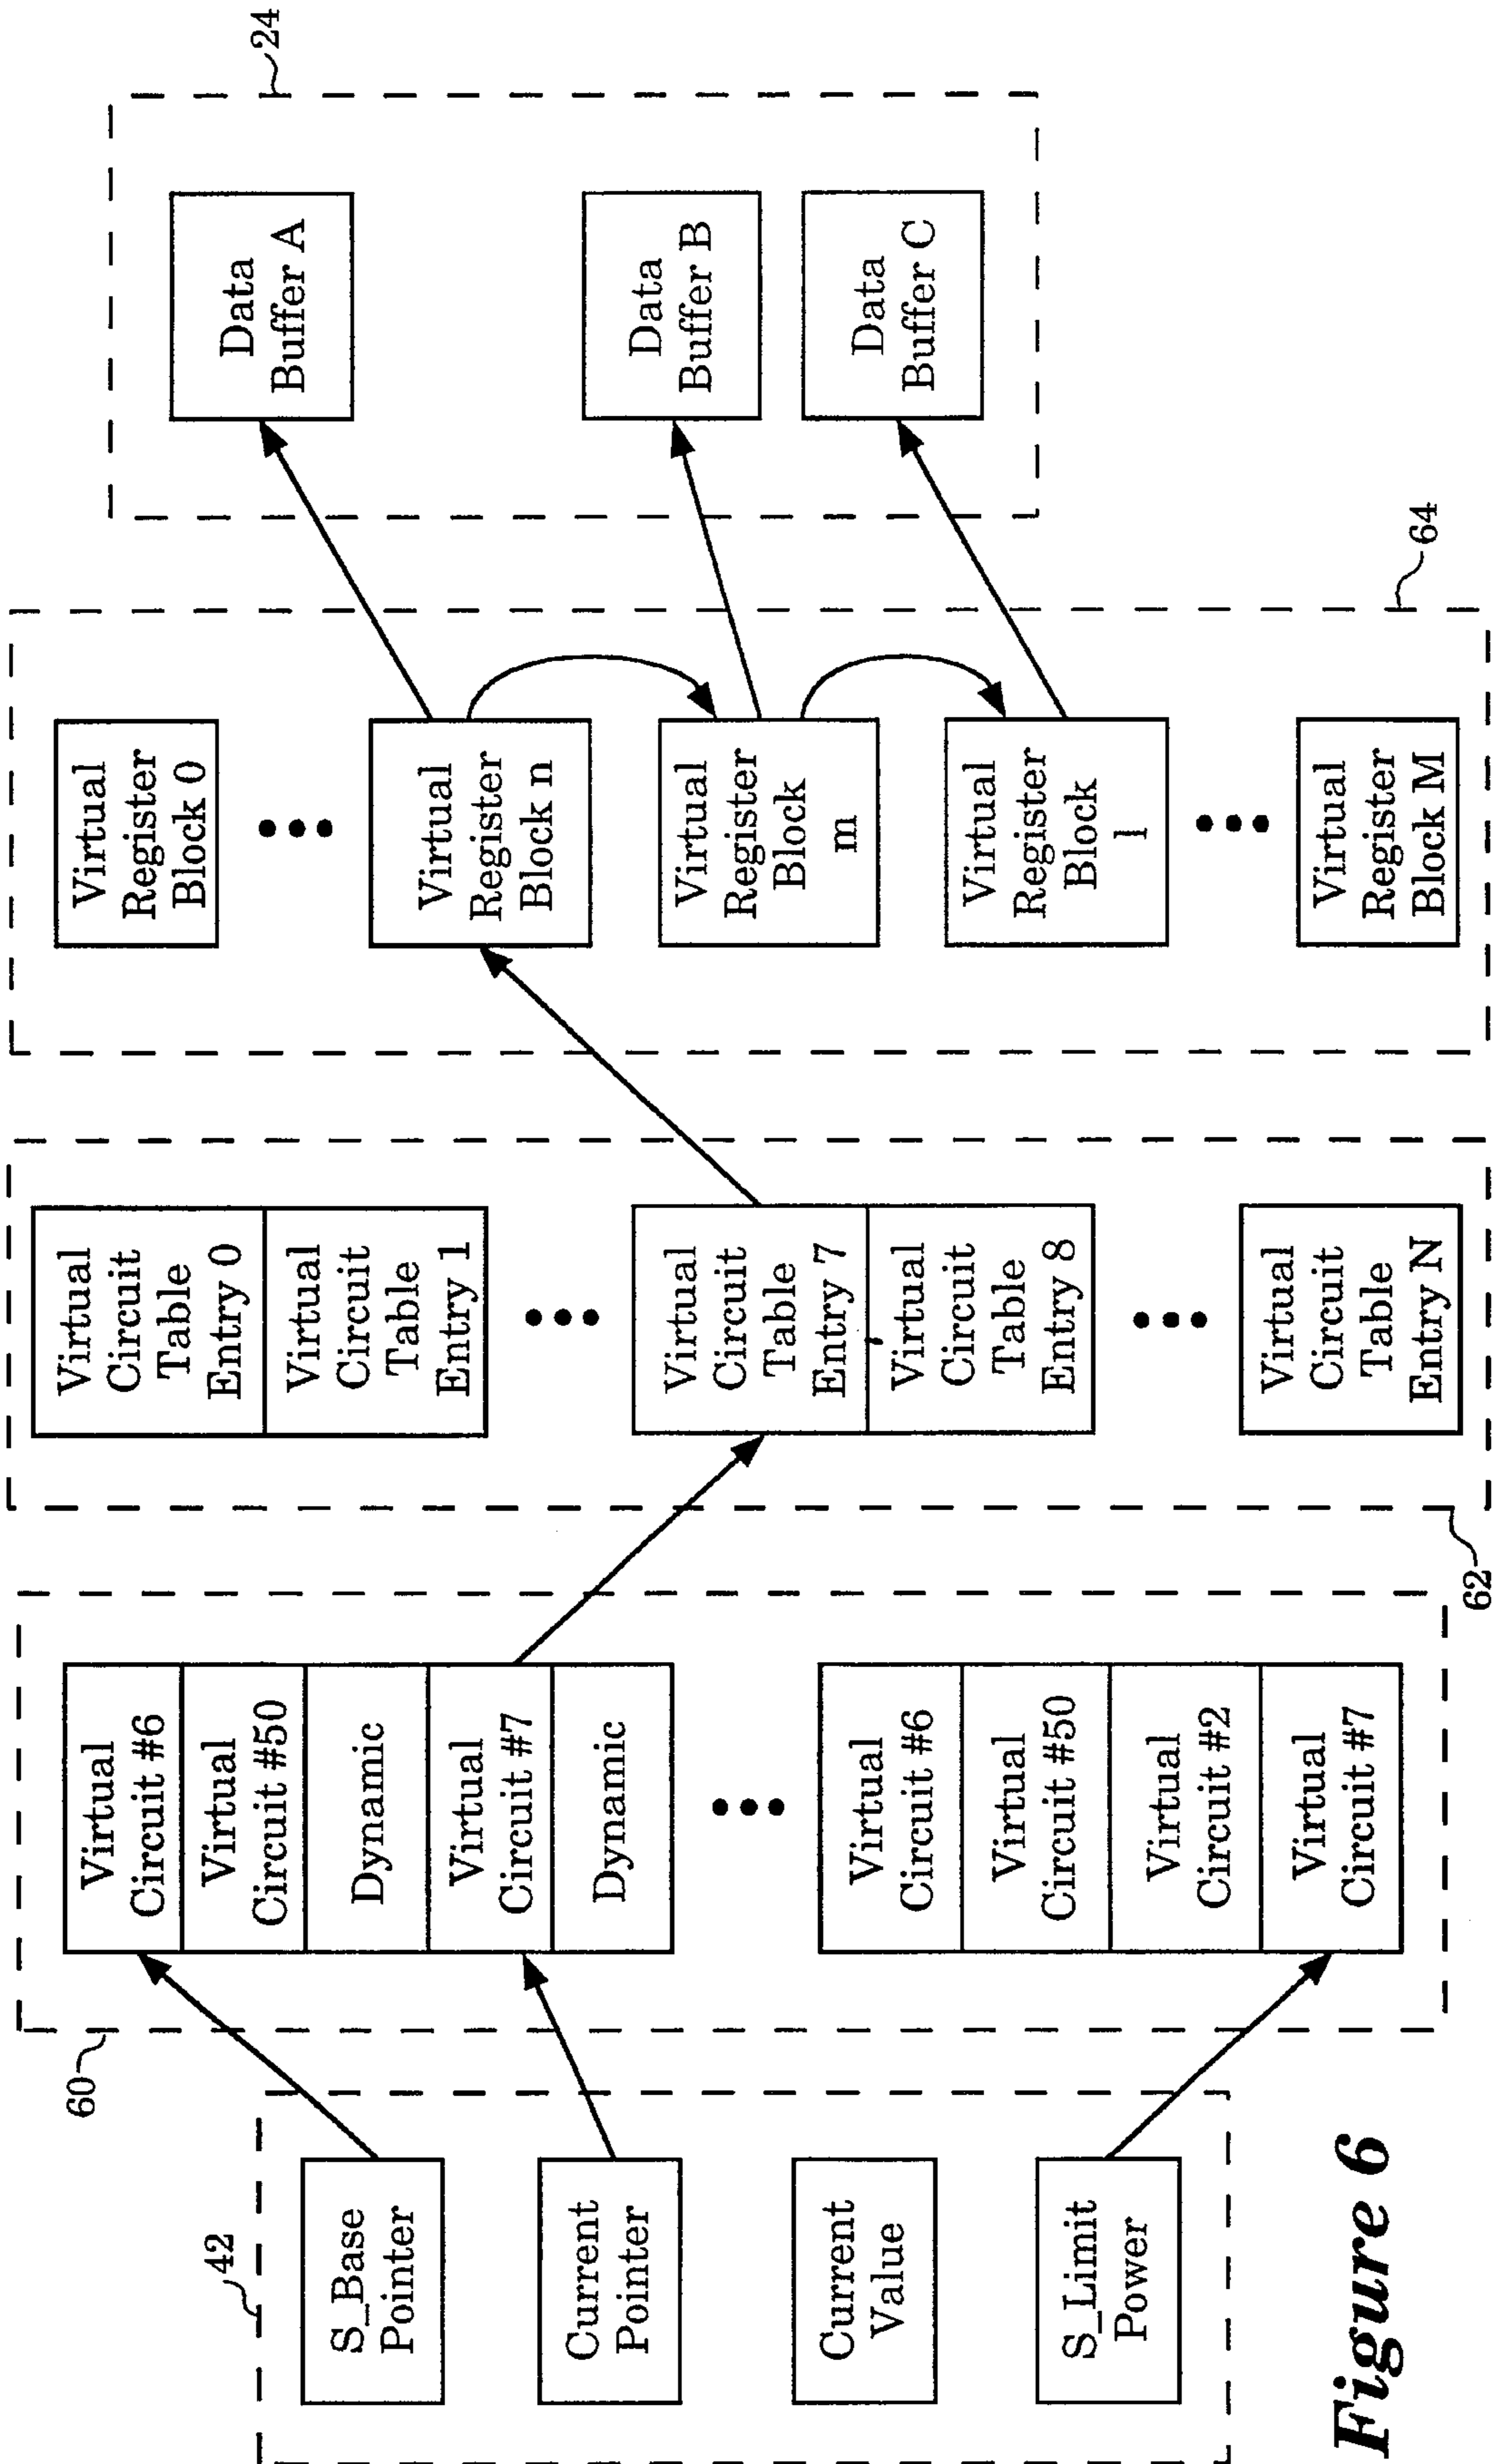 42
S_Base
Pointer
Current
Pointer
Current
Value
S_Limit
Power
60
Virtual
Circuit #6
Virtual
Circuit #50
Dynamic
Virtual
Circuit #7
Dynamic
Virtual
Circuit #6
Virtual
Circuit #50
Virtual
Circuit #2
Virtual
Circuit #7
62
Virtual
Circuit
Table
Entry 0
Virtual
Circuit
Table
Entry 1
Virtual
Circuit
Table
Entry 7
Virtual
Circuit
Table
Entry 8
Virtual
Circuit
Table
Entry N
64
Virtual
Register
Block 0
Virtual
Register
Block n
Virtual
Register
Block
m
Virtual
Register
Block
l
Virtual
Register
Block M
24
Data
Buffer A
Data
Buffer B
Data
Buffer C
Figure 6